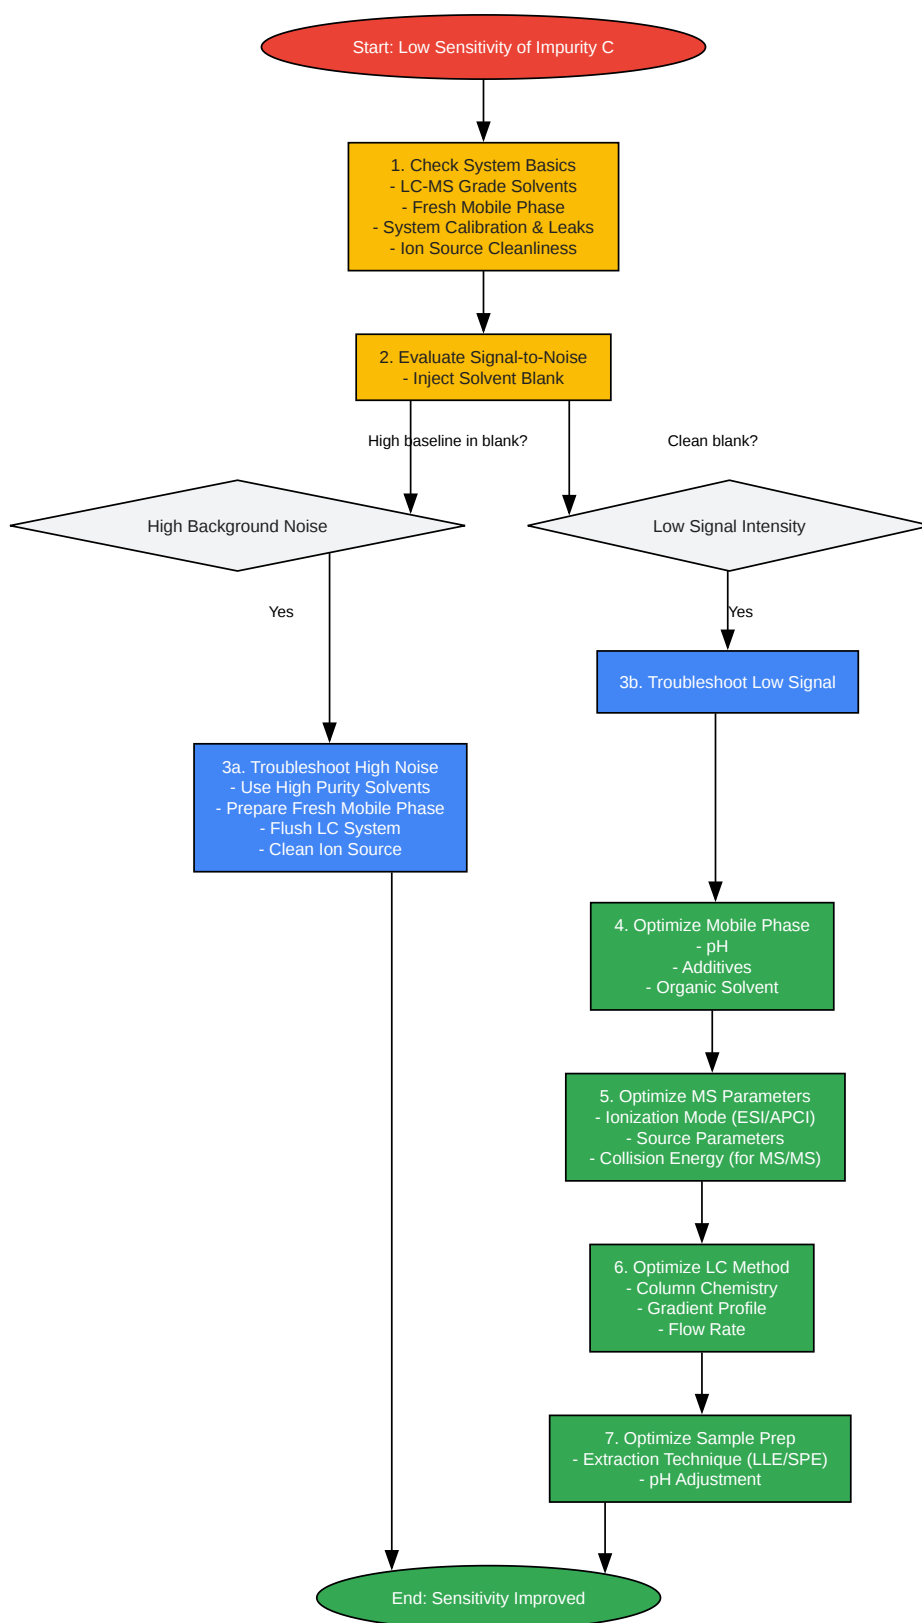 Start: Low Sensitivity of Impurity C
1. Check System Basics
- LC-MS Grade Solvents
- Fresh Mobile Phase
- System Calibration & Leaks
- Ion Source Cleanliness
2. Evaluate Signal-to-Noise
- Inject Solvent Blank
High baseline in blank?
Clean blank?
High Background Noise
Low Signal Intensity
Yes
Yes
3b. Troubleshoot Low Signal
3a. Troubleshoot High Noise
- Use High Purity Solvents
- Prepare Fresh Mobile Phase
- Flush LC System
- Clean Ion Source
4. Optimize Mobile Phase
- pH
- Additives
- Organic Solvent
5. Optimize MS Parameters
- Ionization Mode (ESI/APCI)
- Source Parameters
- Collision Energy (for MS/MS)
6. Optimize LC Method
- Column Chemistry
- Gradient Profile
- Flow Rate
7. Optimize Sample Prep
- Extraction Technique (LLE/SPE)
- pH Adjustment
End: Sensitivity Improved